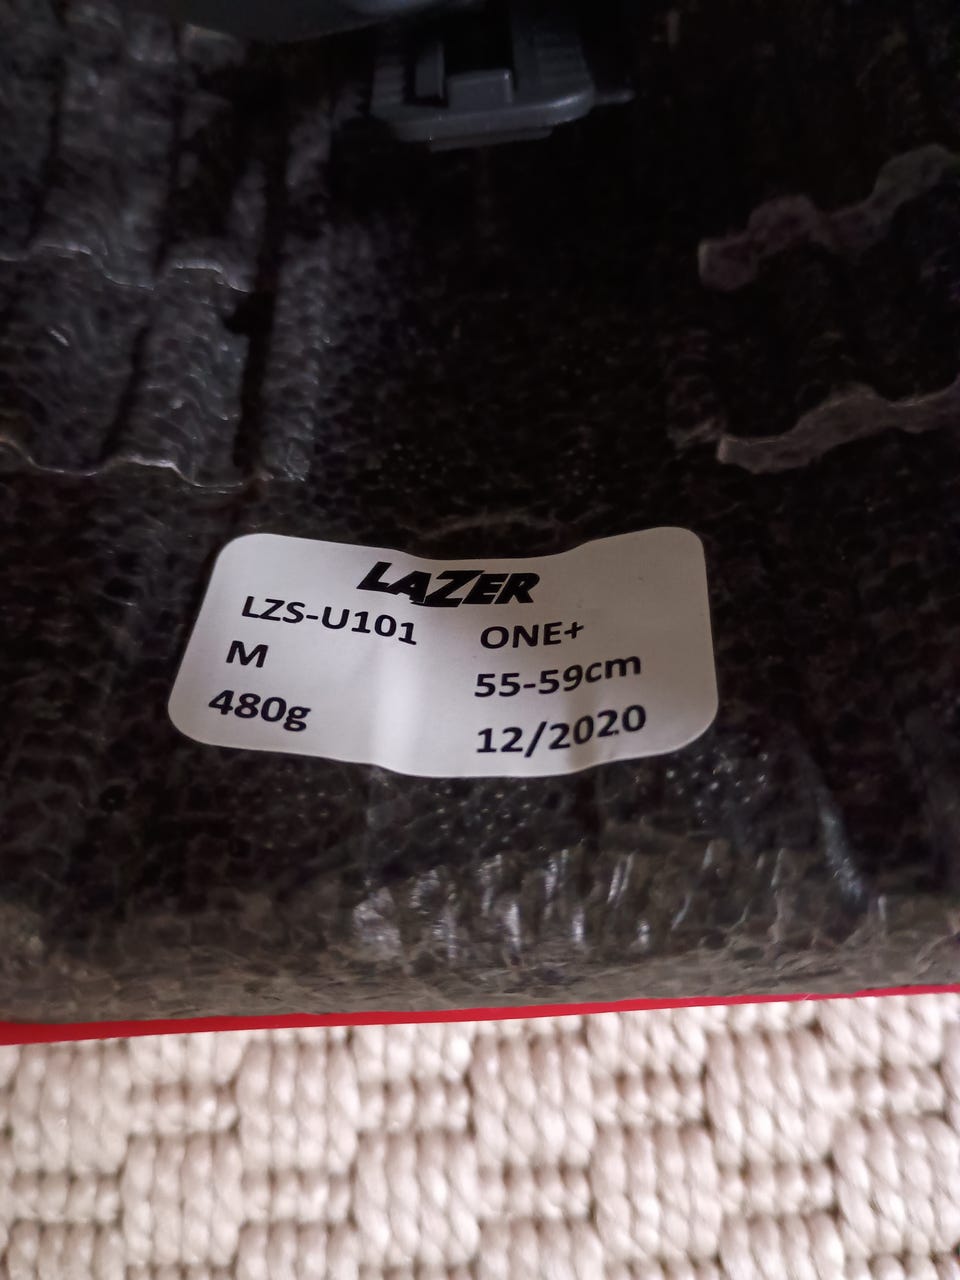 LAZER
LZS-U101 ONE+
M 55-59cm
480g 12/2020